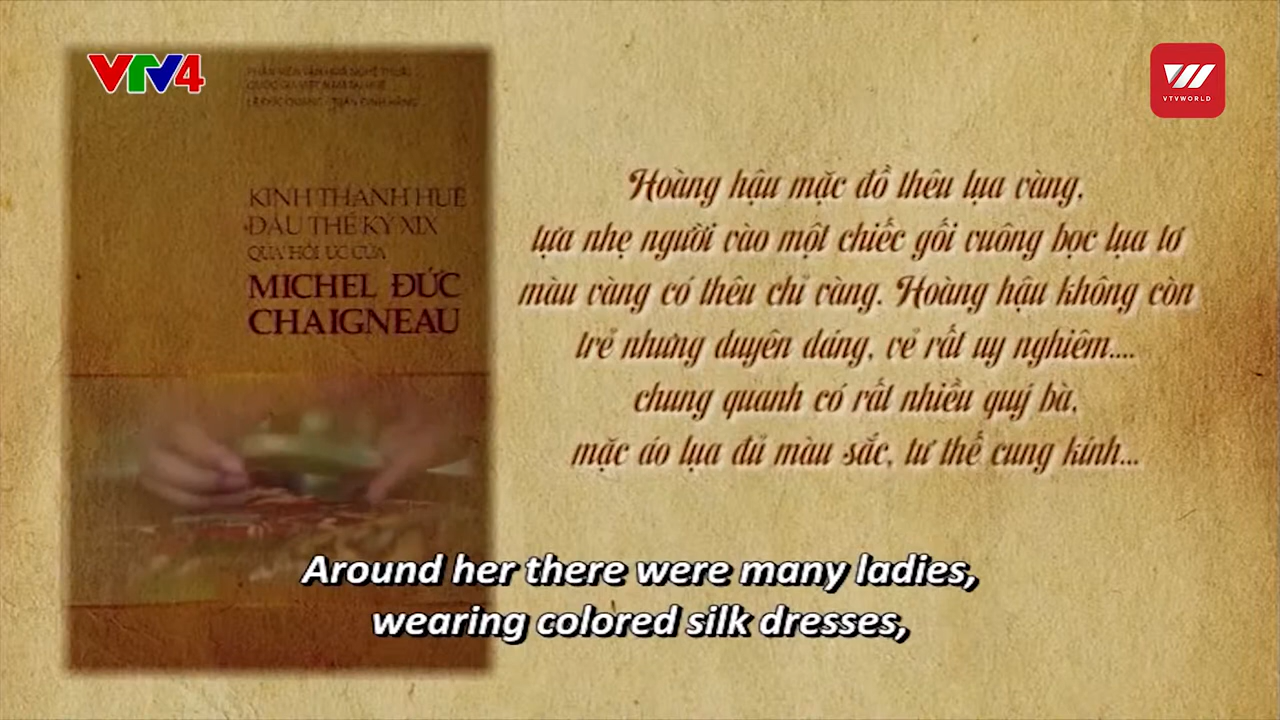 VTV4
VTVWORLD
KINH THÀNH HUẾ
ĐẦU THẾ KỶ XIX
QUA HỒI ỨC CỦA
MICHEL ĐỨC
CHAIGNEAU
Hoàng hậu mặc đồ thêu lụa vàng,
tựa nhẹ người vào một chiếc gối vuông bọc lụa tơ
màu vàng có thêu chỉ vàng. Hoàng hậu không còn
trẻ nhưng duyên dáng, vẻ rất uy nghiêm....
chung quanh có rất nhiều quý bà,
mặc áo lụa đủ màu sắc, tư thế cung kính...
Around her there were many ladies,
wearing colored silk dresses,